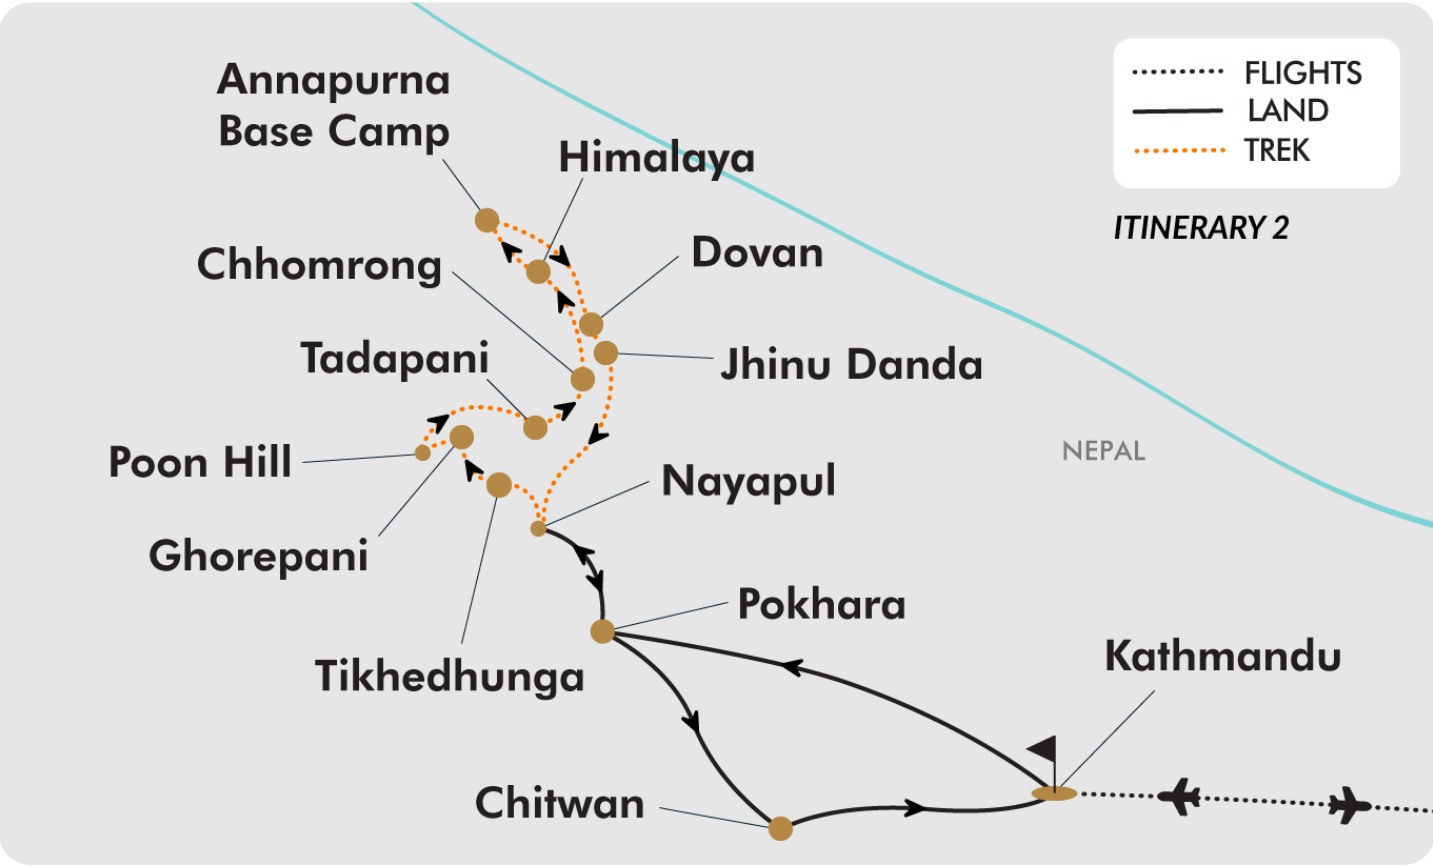 Annapurna
Base Camp
Himalaya
FLIGHTS
LAND
TREK
ITINERARY 2
Chhomrong
Dovan
Tadapani
Jhinu Danda
Poon Hill
NEPAL
Nayapul
Ghorepani
Pokhara
Tikhedhunga
Kathmandu
Chitwan